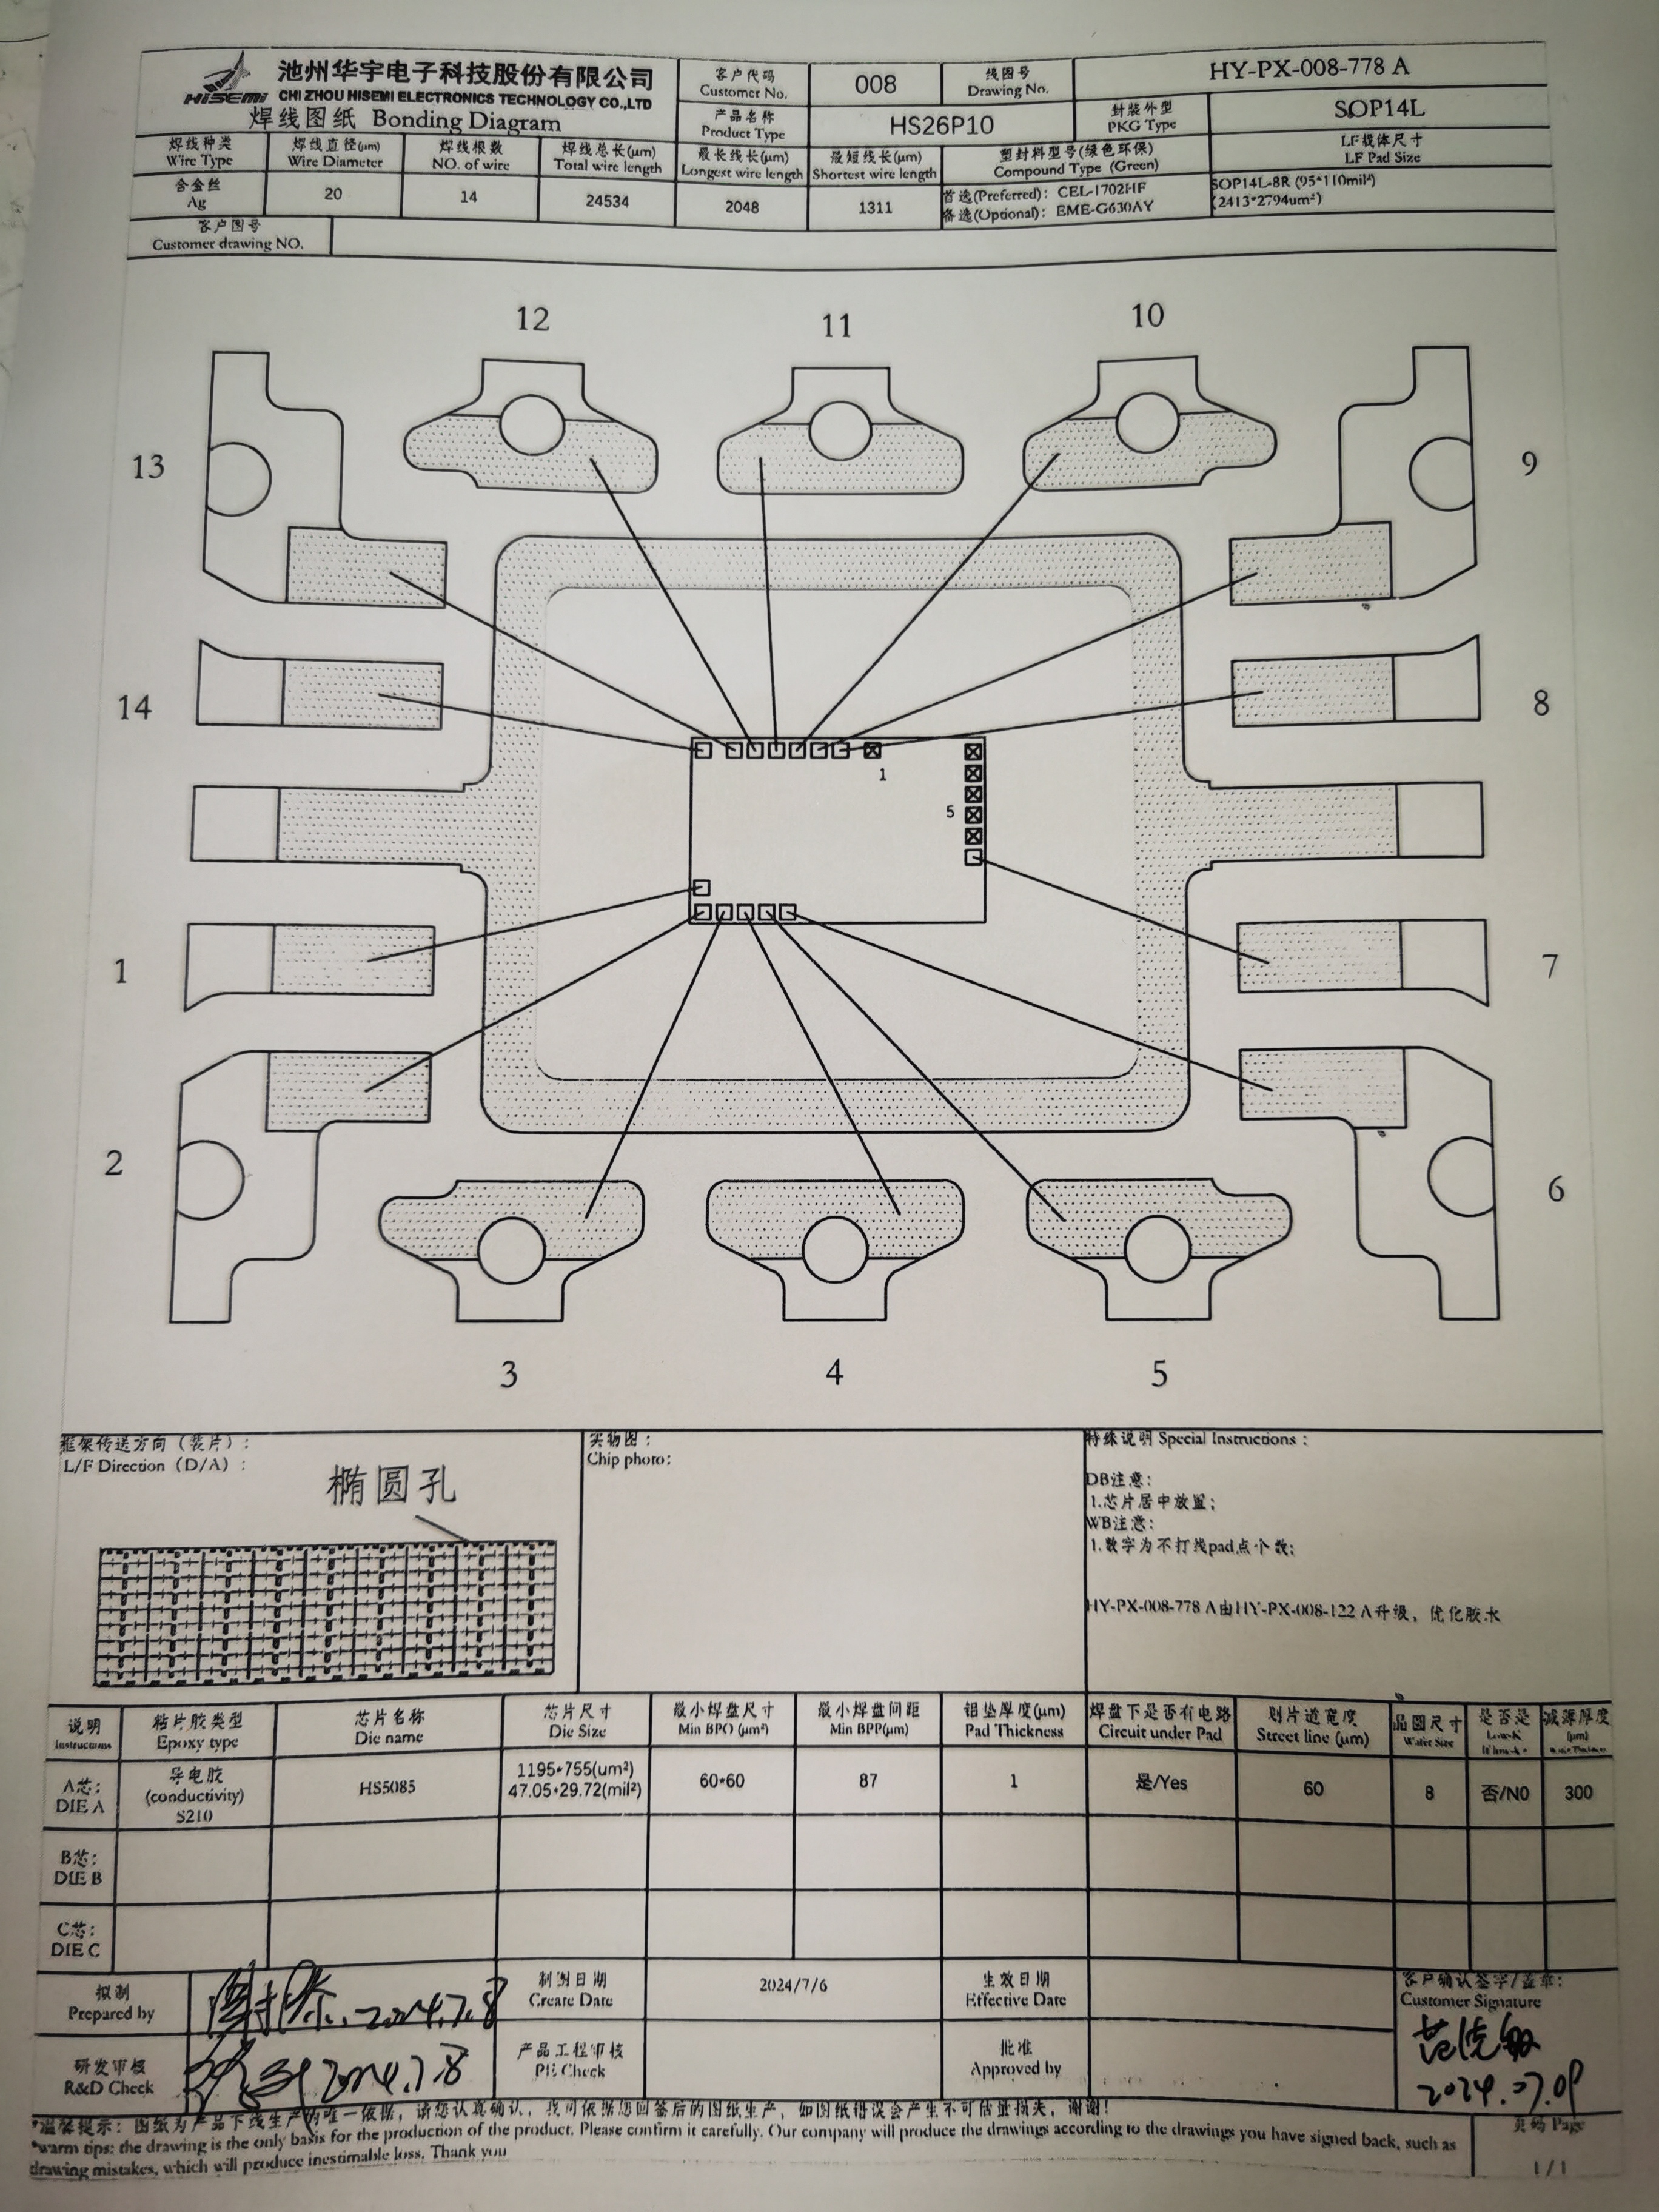 HISEMI
池州华宇电子科技股份有限公司
CHI ZHOU HISEMI ELECTRONICS TECHNOLOGY CO.,LTD
焊线图纸 Bonding Diagram
客户代码
Customer No.
008
线图号
Drawing No.
HY-PX-008-778 A
产品名称
Product Type
HS26P10
封装外型
PKG Type
SOP14L
焊线种类
Wire Type
焊线直径(um)
Wire Diameter
焊线根数
NO. of wire
焊线总长(μm)
Total wire length
最长线长(μm)
Longest wire length
最短线长(μm)
Shortest wire length
塑封料型号(绿色环保)
Compound Type (Green)
LF载体尺寸
LF Pad Size
合金丝
Ag
20
14
24534
2048
1311
首选(Preferred): CEL-1702HF
备选(Optional): EME-G630AY
SOP14L-8R (95*110mil²)
(2413*2794um²)
客户图号
Customer drawing NO.
12
11
10
13
9
14
8
1
5
1
7
2
6
3
4
5
框架传送方向（装片）:
L/F Direction（D/A）:
椭圆孔
实物图：
Chip photo:
特殊说明 Special Instructions：
DB注意:
1.芯片居中放置;
WB注意:
1.数字为不打线pad点个数;
HY-PX-008-778 A由HY-PX-008-122 A升级，优化胶水
说明
Instructions
粘片胶类型
Epoxy type
芯片名称
Die name
芯片尺寸
Die Size
最小焊盘尺寸
Min BPO (μm²)
最小焊盘间距
Min BPP(μm)
铝垫厚度(μm)
Pad Thickness
焊盘下是否有电路
Circuit under Pad
划片道宽度
Street line (μm)
晶圆尺寸
Wafer Size
是否是
Low-K
减薄厚度
(μm)
A芯:
DIE A
导电胶
(conductivity)
S210
HS5085
1195*755(um²)
47.05*29.72(mil²)
60*60
87
1
是/Yes
60
8
否/NO
300
B芯:
DIE B
C芯:
DIE C
拟制
Prepared by
2024.7.8
制图日期
Create Date
2024/7/6
生效日期
Effective Date
客户确认签字/盖章:
Customer Signature
2024.07.09
研发审核
R&D Check
2024.7.8
产品工程审核
PE Check
批准
Approved by
*温馨提示: 图纸为产品下线生产的唯一依据, 请您认真确认, 我司依据您回签后的图纸生产, 如图纸错误会产生不可估量损失, 谢谢!
*warm tips: the drawing is the only basis for the production of the product. Please confirm it carefully. Our company will produce the drawings according to the drawings you have signed back, such as
drawing mistakes, which will produce inestimable loss. Thank you
页码 Page
1/1